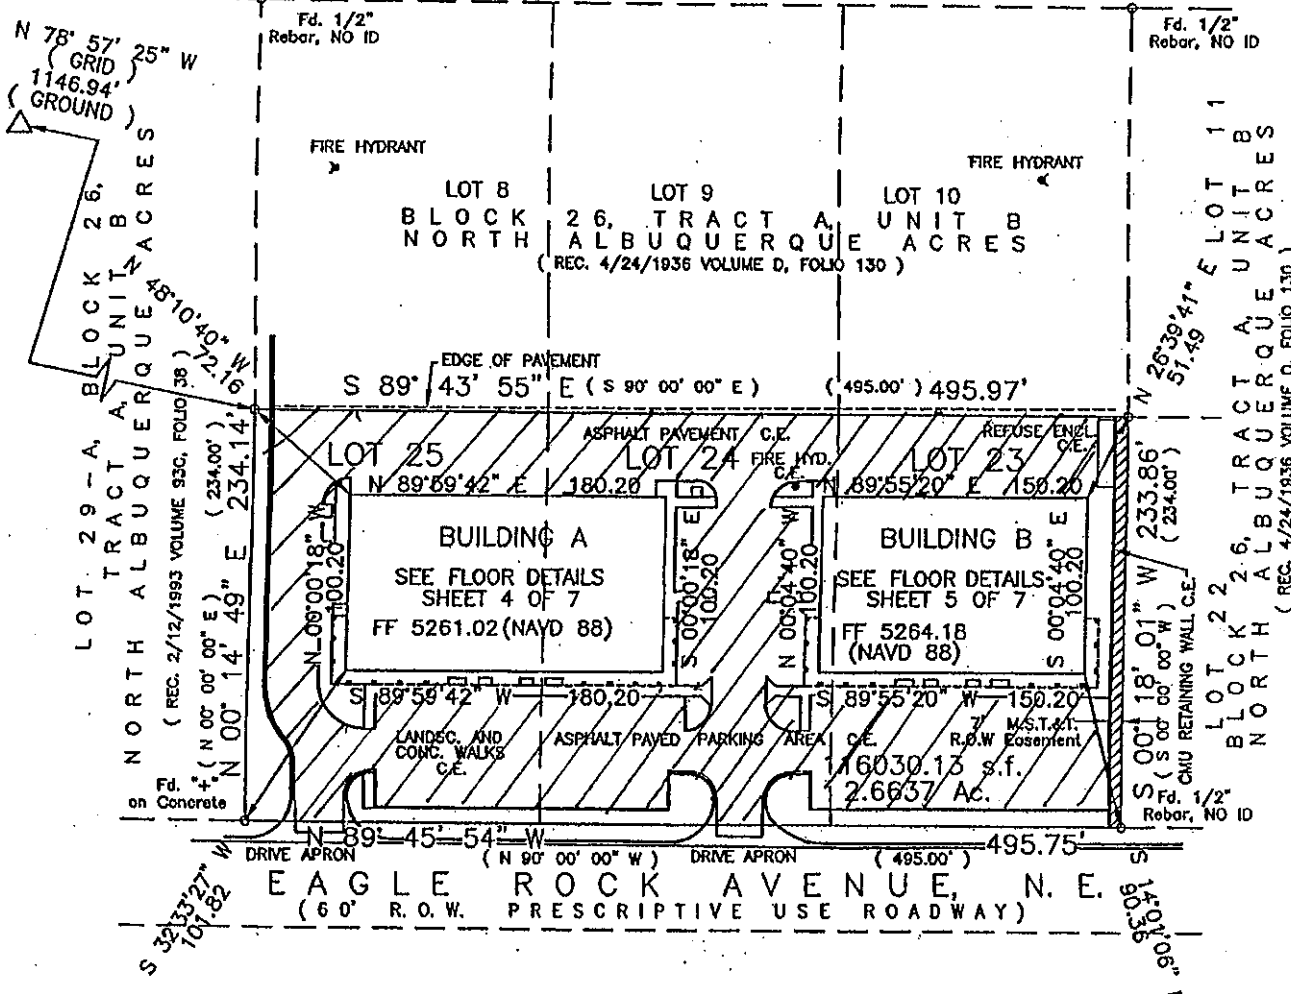 Fd. 1/2"
Rebar, NO ID
Fd. 1/2"
Rebar, NO ID
N 78° 57' 25" W
( GRID )
1146.94'
( GROUND )
FIRE HYDRANT
FIRE HYDRANT
LOT 8
LOT 9
LOT 10
BLOCK 26, TRACT A, UNIT B
NORTH ALBUQUERQUE ACRES
( REC. 4/24/1936 VOLUME D, FOLIO 130 )
LOT 29-A, BLOCK 26,
TRACT A, UNIT B
NORTH ALBUQUERQUE ACRES
( REC. 2/12/1993 VOLUME 93C, FOLIO 38 )
N 48°10'40" W
72.16
EDGE OF PAVEMENT
S 89° 43' 55" E ( S 90° 00' 00" E )
( 495.00' ) 495.97'
N 26°39'41" E
51.49
LOT 11
BLOCK 26, TRACT A, UNIT B
NORTH ALBUQUERQUE ACRES
( REC. 4/24/1936 VOLUME D, FOLIO 130 )
LOT 22
N 00° 14' 49" E 234.14'
( N 00° 00' 00" E ) ( 234.00' )
ASPHALT PAVEMENT C.E.
REFUSE ENCL.
C.E.
LOT 25
LOT 24
FIRE HYD.
C.E.
LOT 23
N 89°59'42" E 180.20
N 89°55'20" E 150.20
BUILDING A
SEE FLOOR DETAILS
SHEET 4 OF 7
FF 5261.02 (NAVD 88)
N 00°00'18" W
100.20
S 00°00'18" E
100.20
N 00°04'40" W
100.20
BUILDING B
SEE FLOOR DETAILS
SHEET 5 OF 7
FF 5264.18
(NAVD 88)
S 00°04'40" E
100.20
S 89°59'42" W 180.20
S 89°55'20" W 150.20
S 00° 18' 01" W 233.86'
( S 00° 00' 00" W ) ( 234.00' )
CMU RETAINING WALL C.E.
LANDSC. AND
CONC. WALKS
C.E.
ASPHALT PAVED PARKING AREA C.E.
7' M.S.T.&T.
R.O.W Easement
116030.13 s.f.
2.6637 Ac.
Fd. "+"
on Concrete
Fd. 1/2"
Rebar, NO ID
N 89° 45' 54" W
( N 90° 00' 00" W )
( 495.00' )
495.75'
DRIVE APRON
DRIVE APRON
EAGLE ROCK AVENUE, N.E.
( 60' R.O.W. PRESCRIPTIVE USE ROADWAY)
S 32°33'27" W
101.82
S 14°01'06"
90.36